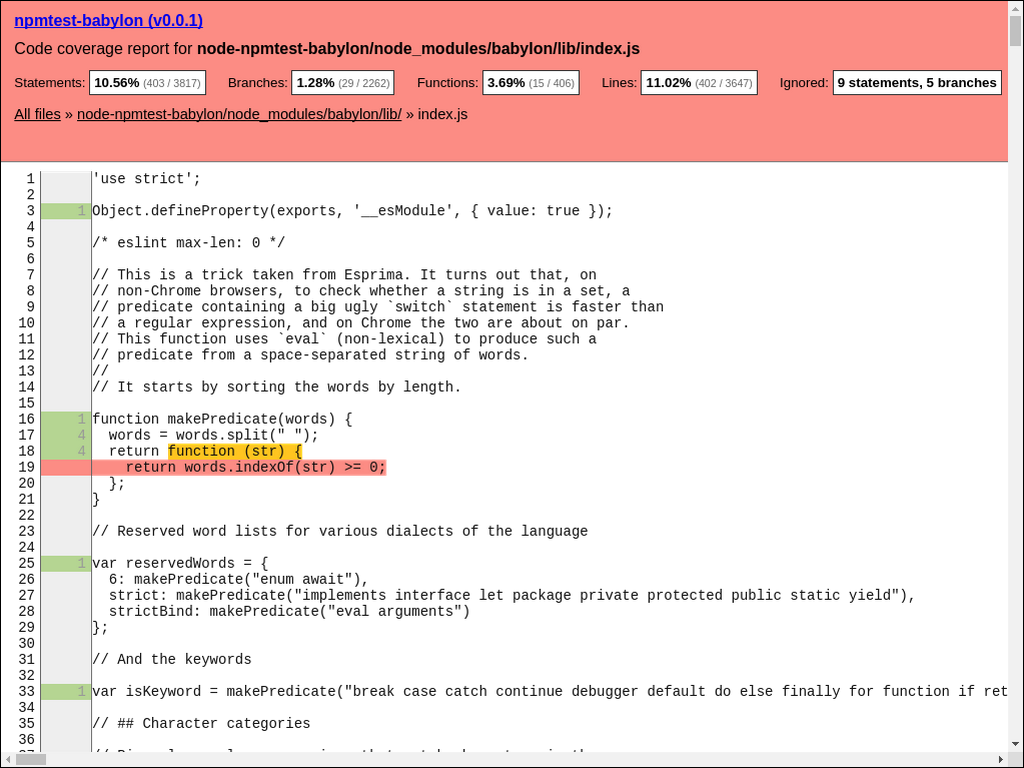 npmtest-babylon (v0.0.1)
Code coverage report for node-npmtest-babylon/node_modules/babylon/lib/index.js
Statements: 10.56% (403 / 3817) Branches: 1.28% (29 / 2262) Functions: 3.69% (15 / 406) Lines: 11.02% (402 / 3647) Ignored: 9 statements, 5 branches
All files » node-npmtest-babylon/node_modules/babylon/lib/ » index.js
1 'use strict';
2
3 1 Object.defineProperty(exports, '__esModule', { value: true });
4
5 /* eslint max-len: 0 */
6
7 // This is a trick taken from Esprima. It turns out that, on
8 // non-Chrome browsers, to check whether a string is in a set, a
9 // predicate containing a big ugly `switch` statement is faster than
10 // a regular expression, and on Chrome the two are about on par.
11 // This function uses `eval` (non-lexical) to produce such a
12 // predicate from a space-separated string of words.
13 //
14 // It starts by sorting the words by length.
15
16 1 function makePredicate(words) {
17 4 words = words.split(" ");
18 4 return function (str) {
19 return words.indexOf(str) >= 0;
20 };
21 }
22
23 // Reserved word lists for various dialects of the language
24
25 1 var reservedWords = {
26 6: makePredicate("enum await"),
27 strict: makePredicate("implements interface let package private protected public static yield"),
28 strictBind: makePredicate("eval arguments")
29 };
30
31 // And the keywords
32
33 1 var isKeyword = makePredicate("break case catch continue debugger default do else finally for function if ret
34
35 // ## Character categories
36